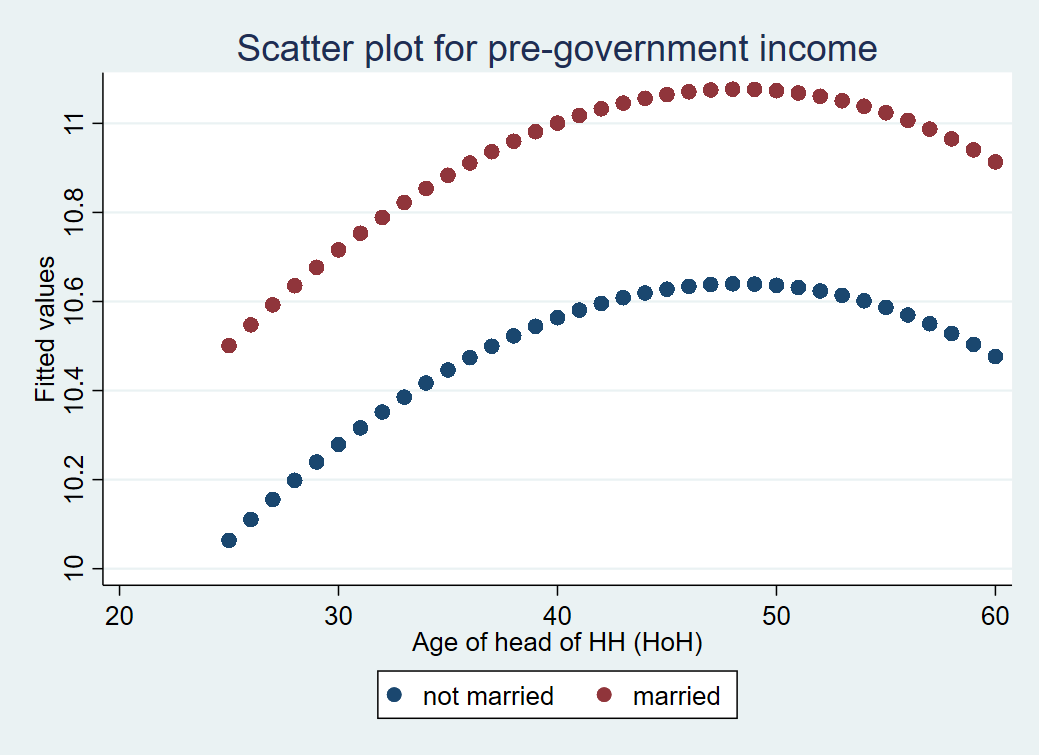 Scatter plot for pre-government income
Fitted values
11
10.8
10.6
10.4
10.2
10
20 30 40 50 60
Age of head of HH (HoH)
not married married